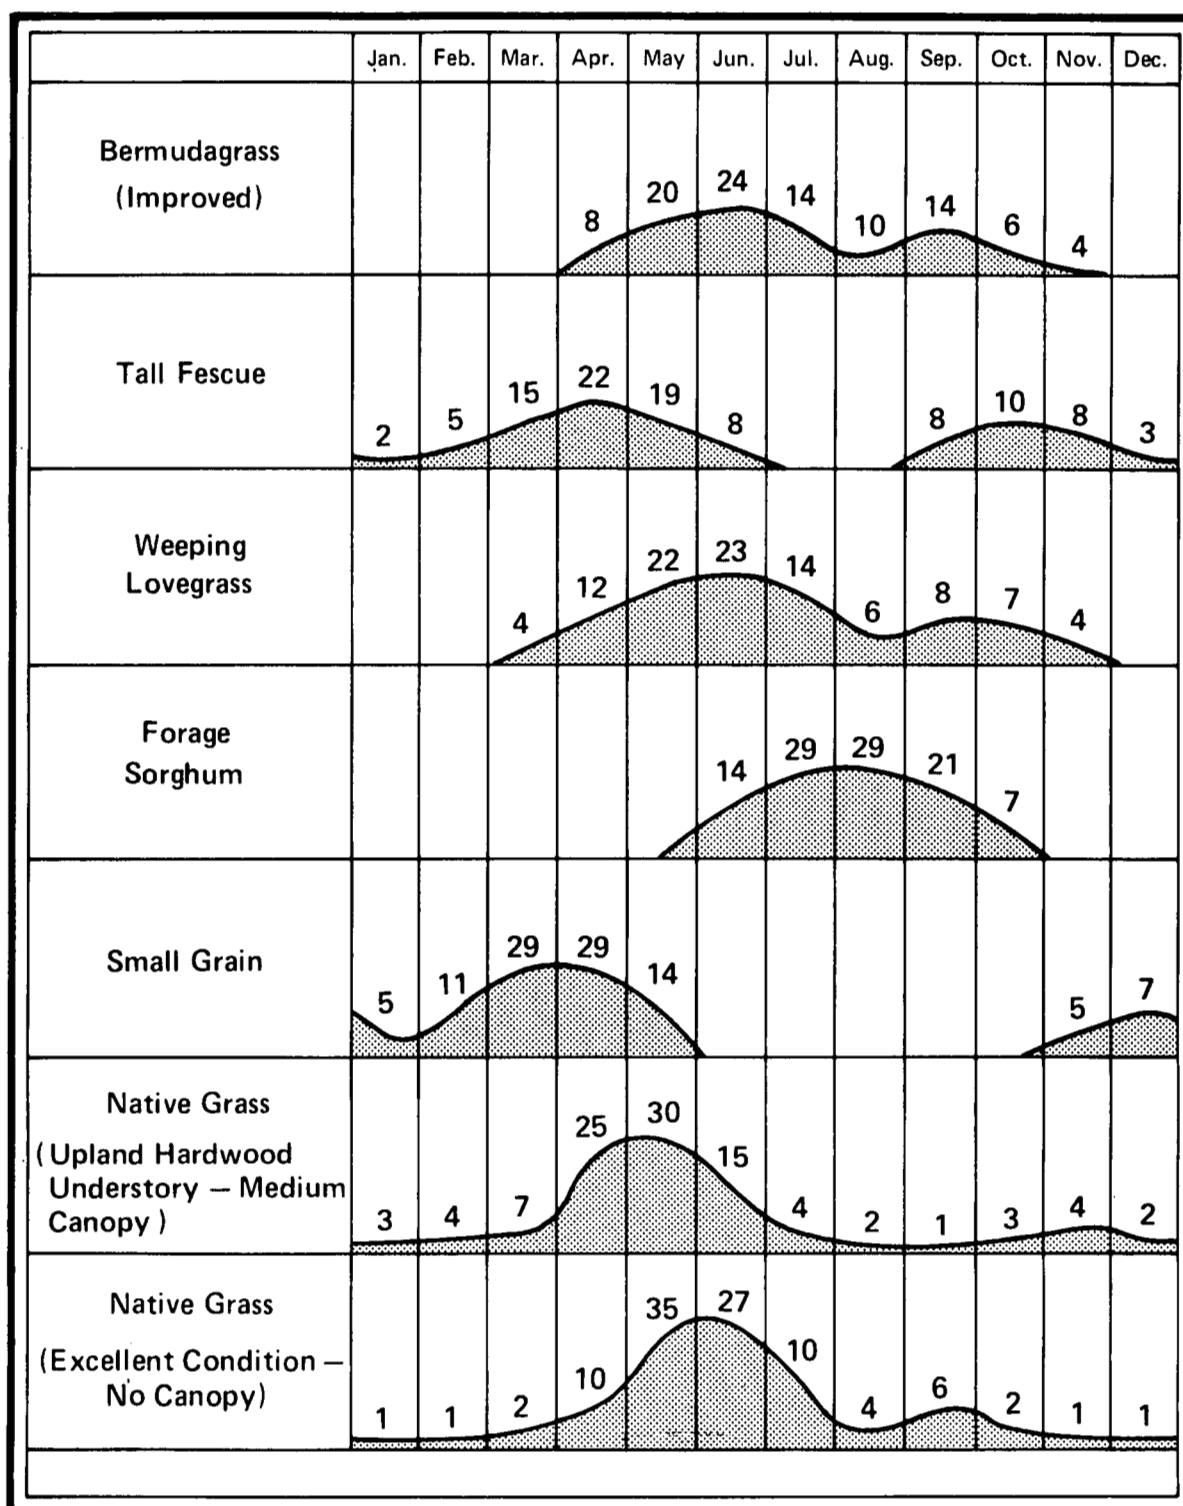 Jan. Feb. Mar. Apr. May Jun. Jul. Aug. Sep. Oct. Nov. Dec.
Bermudagrass
(Improved)
8 20 24 14 10 14 6 4
Tall Fescue
2 5 15 22 19 8 8 10 8 3
Weeping
Lovegrass
4 12 22 23 14 6 8 7 4
Forage
Sorghum
14 29 29 21 7
Small Grain
5 11 29 29 14 5 7
Native Grass
(Upland Hardwood
Understory – Medium
Canopy)
3 4 7 25 30 15 4 2 1 3 4 2
Native Grass
(Excellent Condition –
No Canopy)
1 1 2 10 35 27 10 4 6 2 1 1